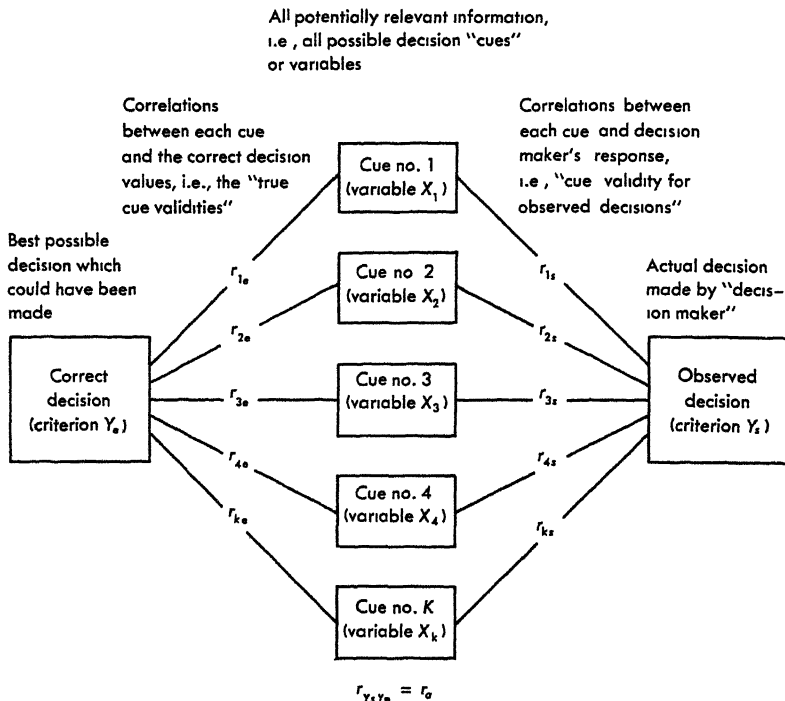 All potentially relevant information,
i.e , all possible decision "cues"
or variables
Correlations
between each cue
and the correct decision
values, i.e., the "true
cue validities"
Correlations between
each cue and decision
maker's response,
i.e , "cue validity for
observed decisions"
Best possible
decision which
could have been
made
Actual decision
made by "decis–
ion maker"
Cue no. 1
(variable X₁)
Cue no 2
(variable X₂)
Cue no. 3
(variable X₃)
Cue no. 4
(variable X₄)
Cue no. K
(variable Xₖ)
Correct
decision
(criterion Yₑ)
Observed
decision
(criterion Yₛ)
r₁ₑ
r₂ₑ
r₃ₑ
r₄ₑ
rₖₑ
r₁ₛ
r₂ₛ
r₃ₛ
r₄ₛ
rₖₛ
r_YₛYₑ = rₐ